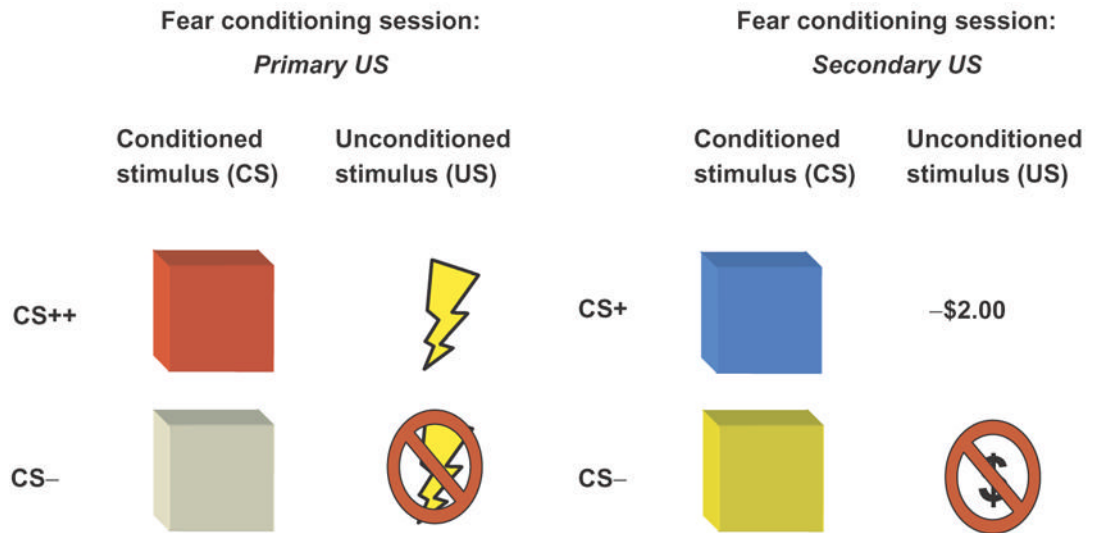 Fear conditioning session:
Primary US
Conditioned
stimulus (CS)
Unconditioned
stimulus (US)
CS++
CS–
Fear conditioning session:
Secondary US
Conditioned
stimulus (CS)
Unconditioned
stimulus (US)
CS+
–$2.00
CS–
$